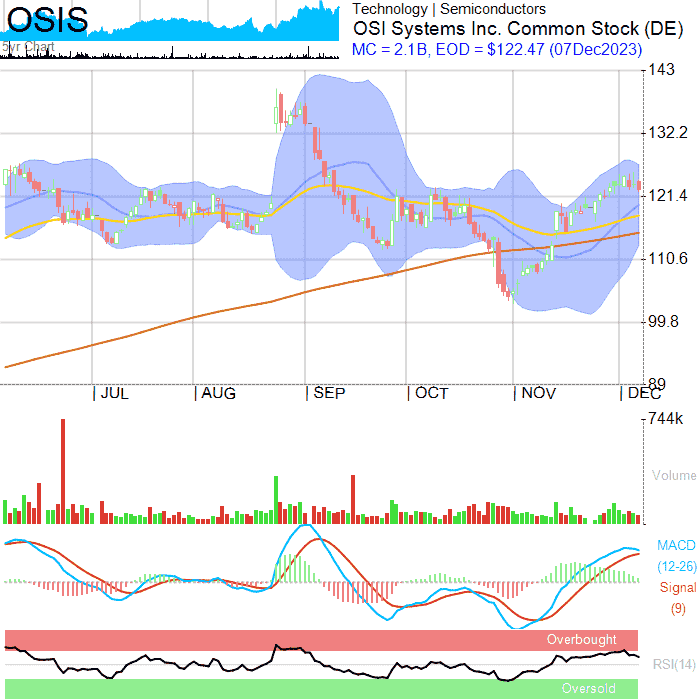 OSIS
5yr Chart
Technology | Semiconductors
OSI Systems Inc. Common Stock (DE)
MC = 2.1B, EOD = $122.47 (07Dec2023)
143
132.2
121.4
110.6
99.8
89
| JUL | AUG | SEP | OCT | NOV | DEC
744k
Volume
MACD
(12-26)
Signal
(9)
Overbought
RSI(14)
Oversold